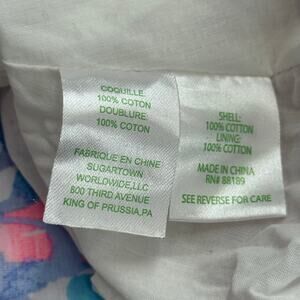 COQUILLE
100% COTON
DOUBLURE:
100% COTON
FABRIQUE EN CHINE
SUGARTOWN
WORLDWIDE,LLC
800 THIRD AVENUE
KING OF PRUSSIA,PA
SHELL:
100% COTTON
LINING:
100% COTTON
MADE IN CHINA
RN# 88189
SEE REVERSE FOR CARE